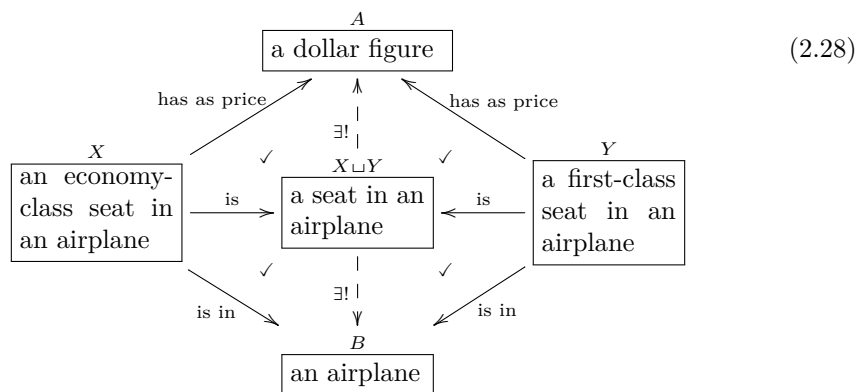 A
a dollar figure
(2.28)
has as price
has as price
∃!
✓
✓
X
X⊔Y
Y
an economy-
class seat in
an airplane
is
a seat in an
airplane
is
a first-class
seat in an
airplane
✓
✓
∃!
is in
is in
B
an airplane